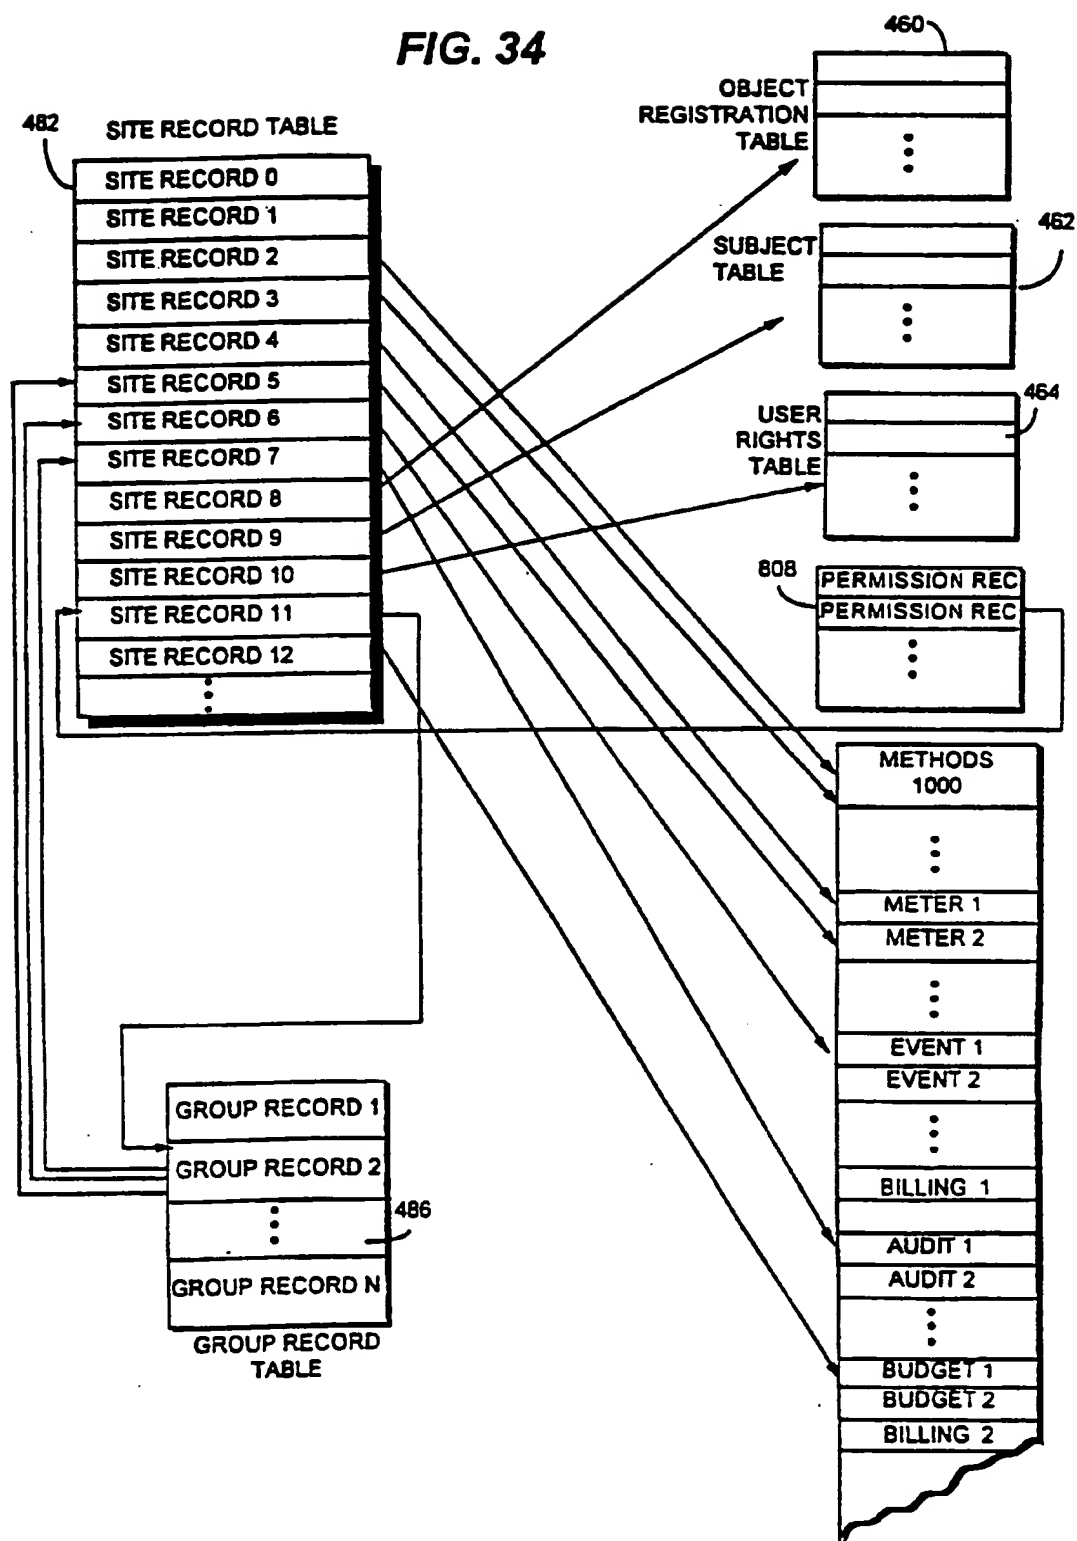 FIG. 34
460
OBJECT
REGISTRATION
TABLE
482
SITE RECORD TABLE
SITE RECORD 0
SITE RECORD 1
SITE RECORD 2
SITE RECORD 3
SITE RECORD 4
SITE RECORD 5
SITE RECORD 6
SITE RECORD 7
SITE RECORD 8
SITE RECORD 9
SITE RECORD 10
SITE RECORD 11
SITE RECORD 12
SUBJECT
TABLE
462
USER
RIGHTS
TABLE
464
808
PERMISSION REC
PERMISSION REC
METHODS
1000
METER 1
METER 2
EVENT 1
EVENT 2
BILLING 1
AUDIT 1
AUDIT 2
BUDGET 1
BUDGET 2
BILLING 2
GROUP RECORD 1
GROUP RECORD 2
486
GROUP RECORD N
GROUP RECORD
TABLE